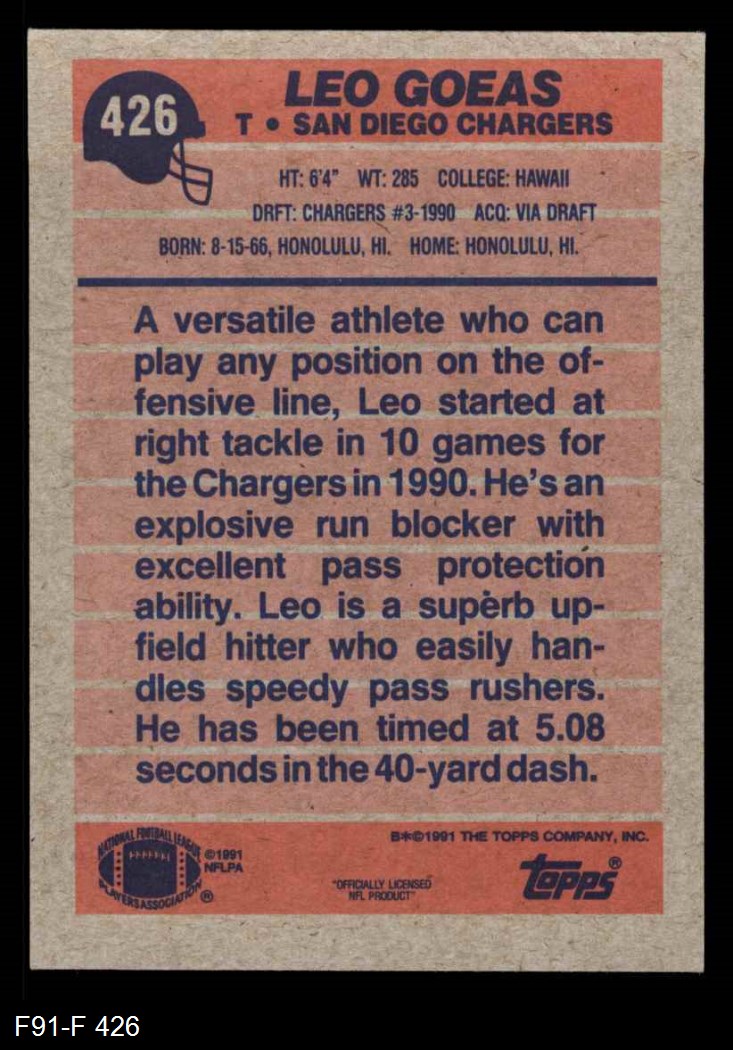 426
LEO GOEAS
T • SAN DIEGO CHARGERS
HT: 6'4" WT: 285 COLLEGE: HAWAII
DRFT: CHARGERS #3-1990 ACQ: VIA DRAFT
BORN: 8-15-66, HONOLULU, HI. HOME: HONOLULU, HI.
A versatile athlete who can
play any position on the of-
fensive line, Leo started at
right tackle in 10 games for
the Chargers in 1990. He's an
explosive run blocker with
excellent pass protection
ability. Leo is a superb up-
field hitter who easily han-
dles speedy pass rushers.
He has been timed at 5.08
seconds in the 40-yard dash.
B*©1991 THE TOPPS COMPANY, INC.
NATIONAL FOOTBALL LEAGUE
PLAYERS ASSOCIATION ®
©1991
NFLPA
"OFFICIALLY LICENSED
NFL PRODUCT"
topps®
F91-F 426